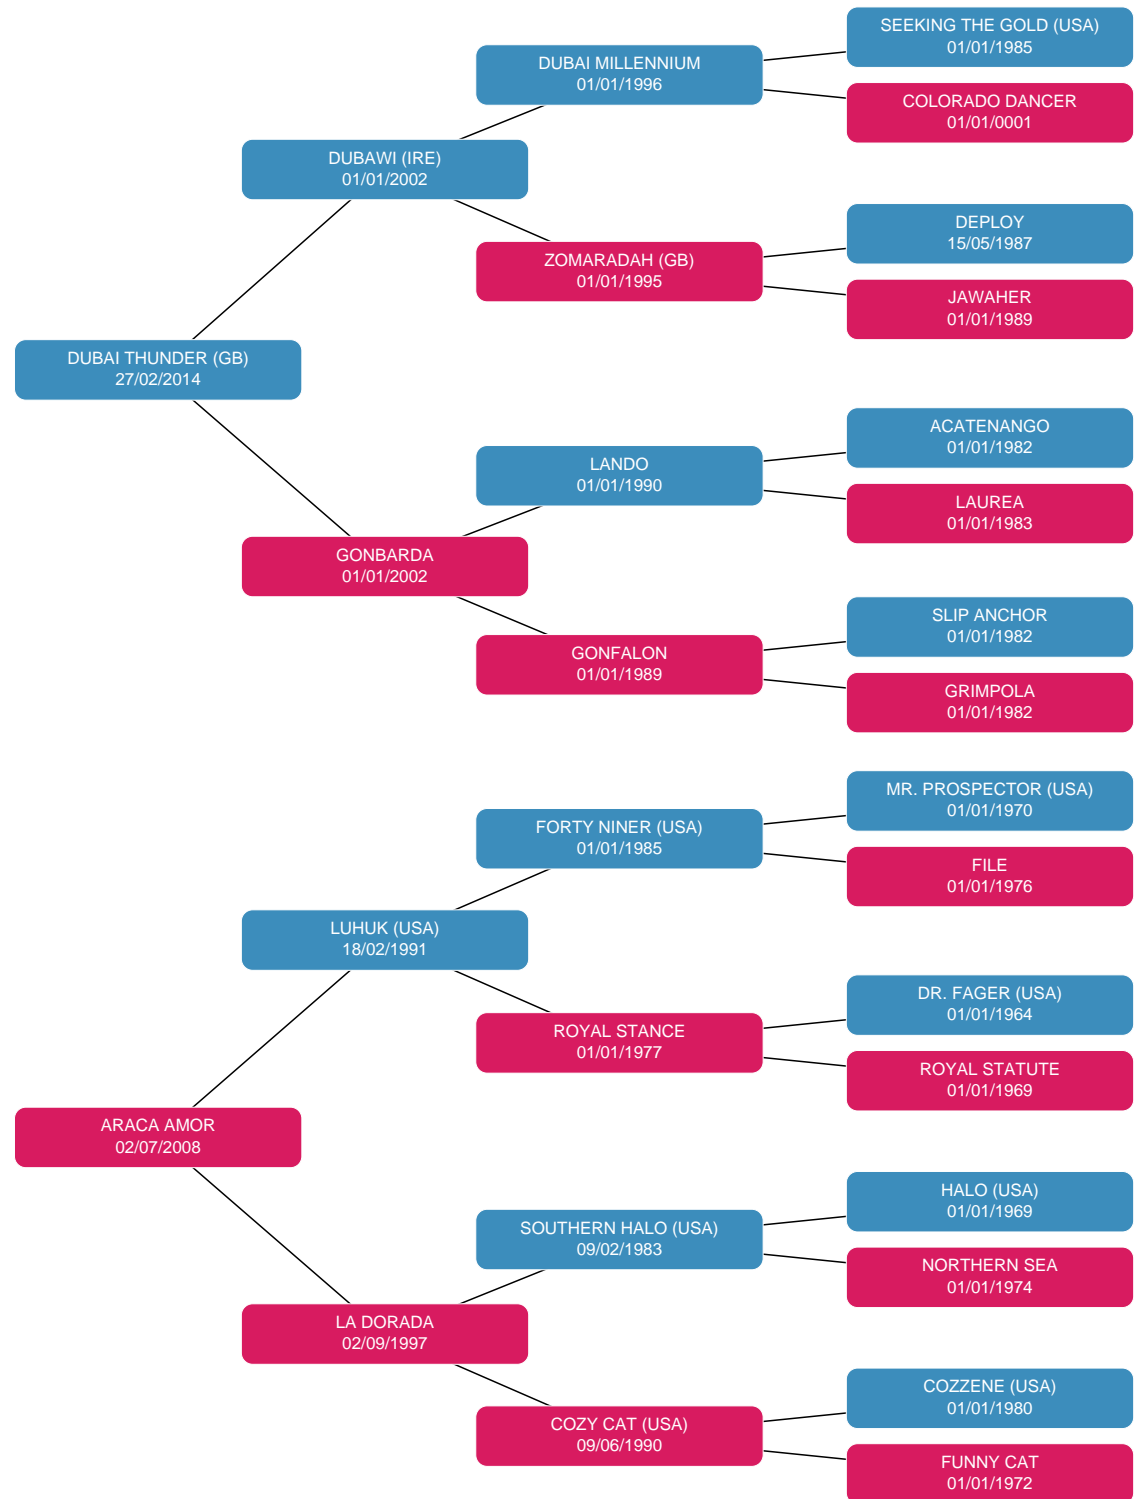 SEEKING THE GOLD (USA)
01/01/1985
DUBAI MILLENNIUM
01/01/1996
COLORADO DANCER
01/01/0001
DUBAWI (IRE)
01/01/2002
DEPLOY
15/05/1987
ZOMARADAH (GB)
01/01/1995
JAWAHER
01/01/1989
DUBAI THUNDER (GB)
27/02/2014
ACATENANGO
01/01/1982
LANDO
01/01/1990
LAUREA
01/01/1983
GONBARDA
01/01/2002
SLIP ANCHOR
01/01/1982
GONFALON
01/01/1989
GRIMPOLA
01/01/1982
MR. PROSPECTOR (USA)
01/01/1970
FORTY NINER (USA)
01/01/1985
FILE
01/01/1976
LUHUK (USA)
18/02/1991
DR. FAGER (USA)
01/01/1964
ROYAL STANCE
01/01/1977
ROYAL STATUTE
01/01/1969
ARACA AMOR
02/07/2008
HALO (USA)
01/01/1969
SOUTHERN HALO (USA)
09/02/1983
NORTHERN SEA
01/01/1974
LA DORADA
02/09/1997
COZZENE (USA)
01/01/1980
COZY CAT (USA)
09/06/1990
FUNNY CAT
01/01/1972